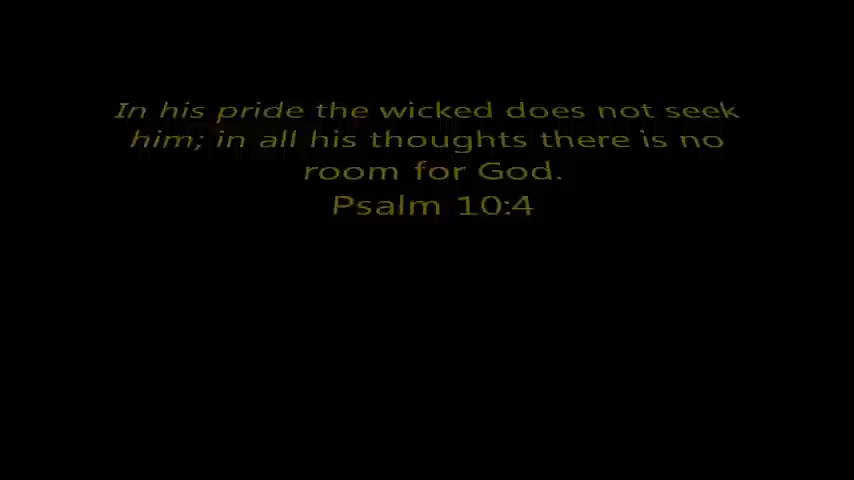 In his pride the wicked does not seek
him; in all his thoughts there is no
room for God.
Psalm 10:4